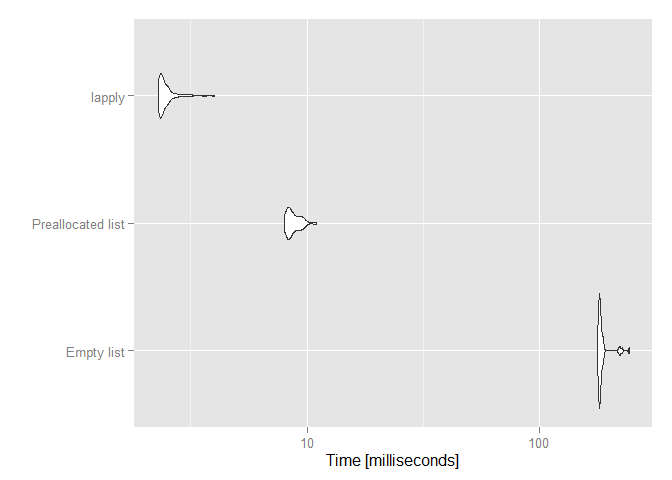 lapply
Preallocated list
Empty list
10
100
Time [milliseconds]